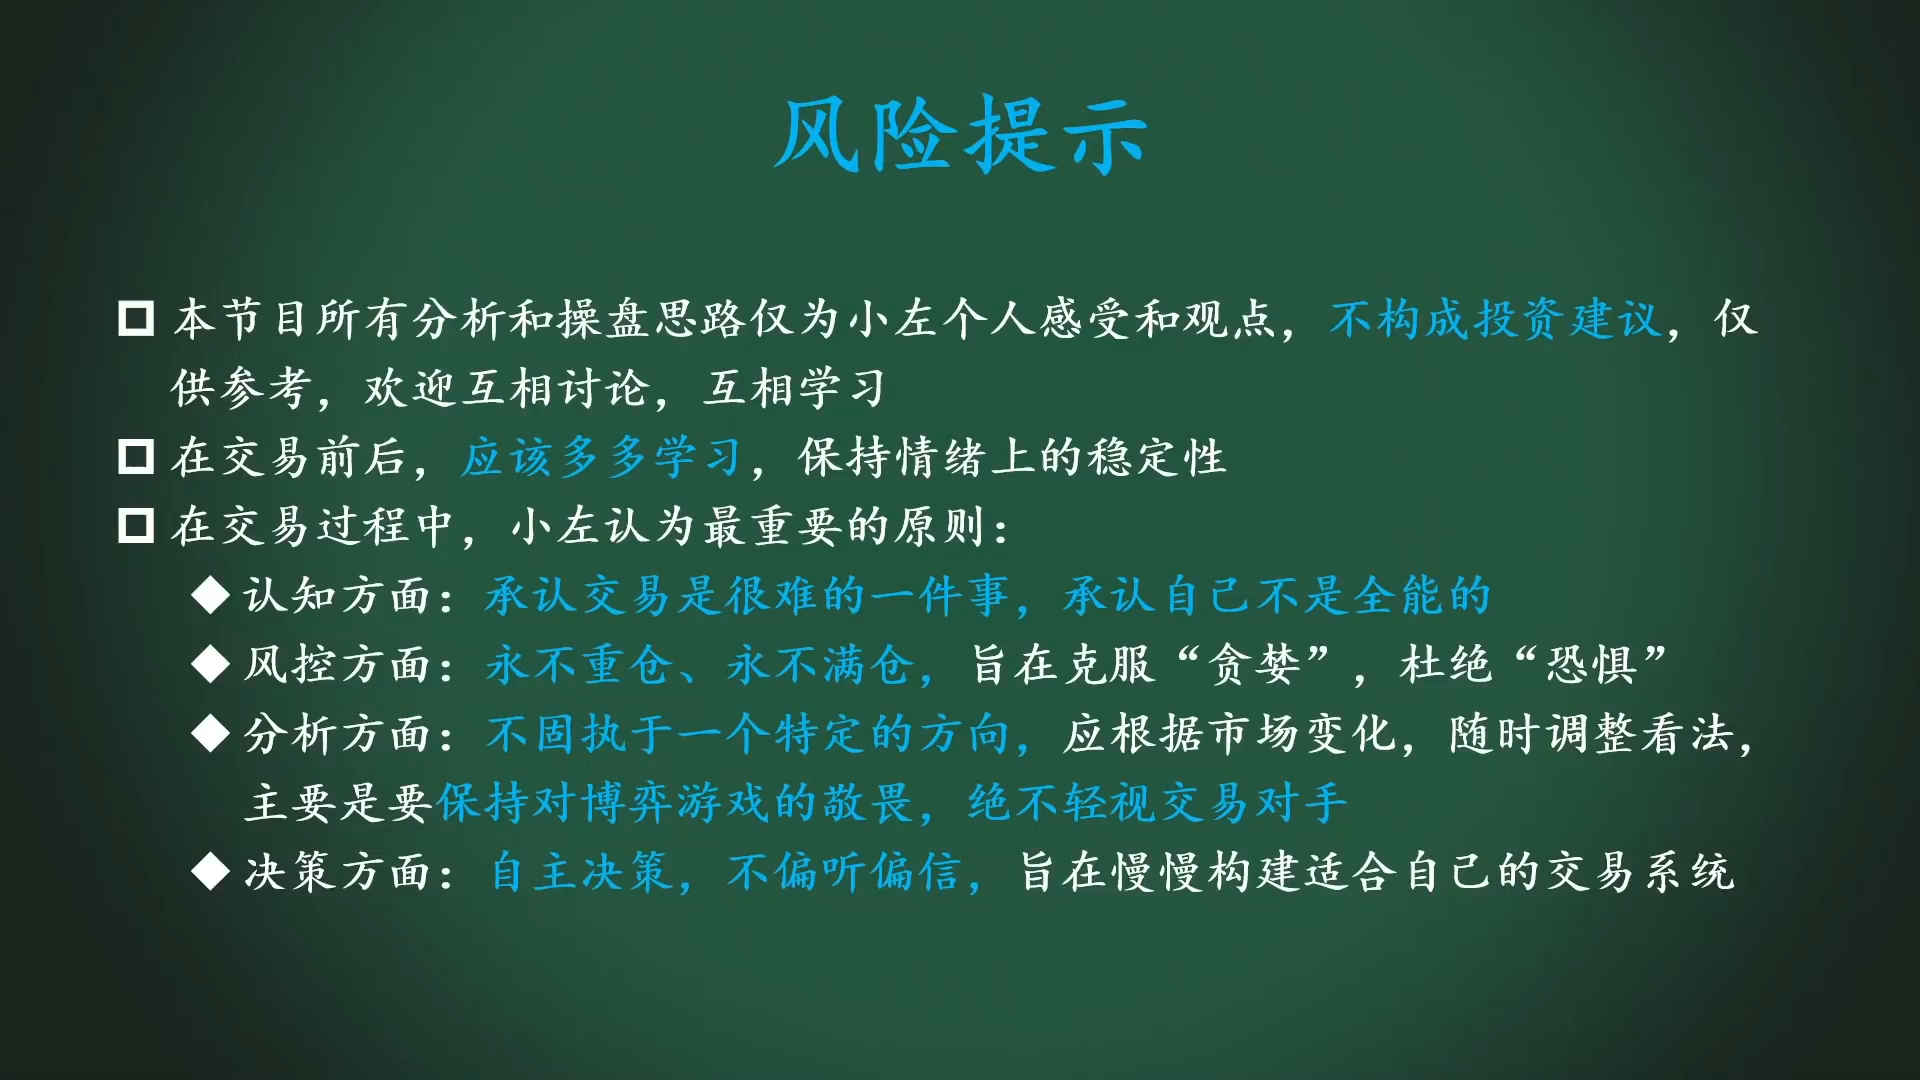 风险提示
本节目所有分析和操盘思路仅为小左个人感受和观点，不构成投资建议，仅
供参考，欢迎互相讨论，互相学习
在交易前后，应该多多学习，保持情绪上的稳定性
在交易过程中，小左认为最重要的原则：
认知方面：承认交易是很难的一件事，承认自己不是全能的
风控方面：永不重仓、永不满仓，旨在克服“贪婪”，杜绝“恐惧”
分析方面：不固执于一个特定的方向，应根据市场变化，随时调整看法，
主要是要保持对博弈游戏的敬畏，绝不轻视交易对手
决策方面：自主决策，不偏听偏信，旨在慢慢构建适合自己的交易系统